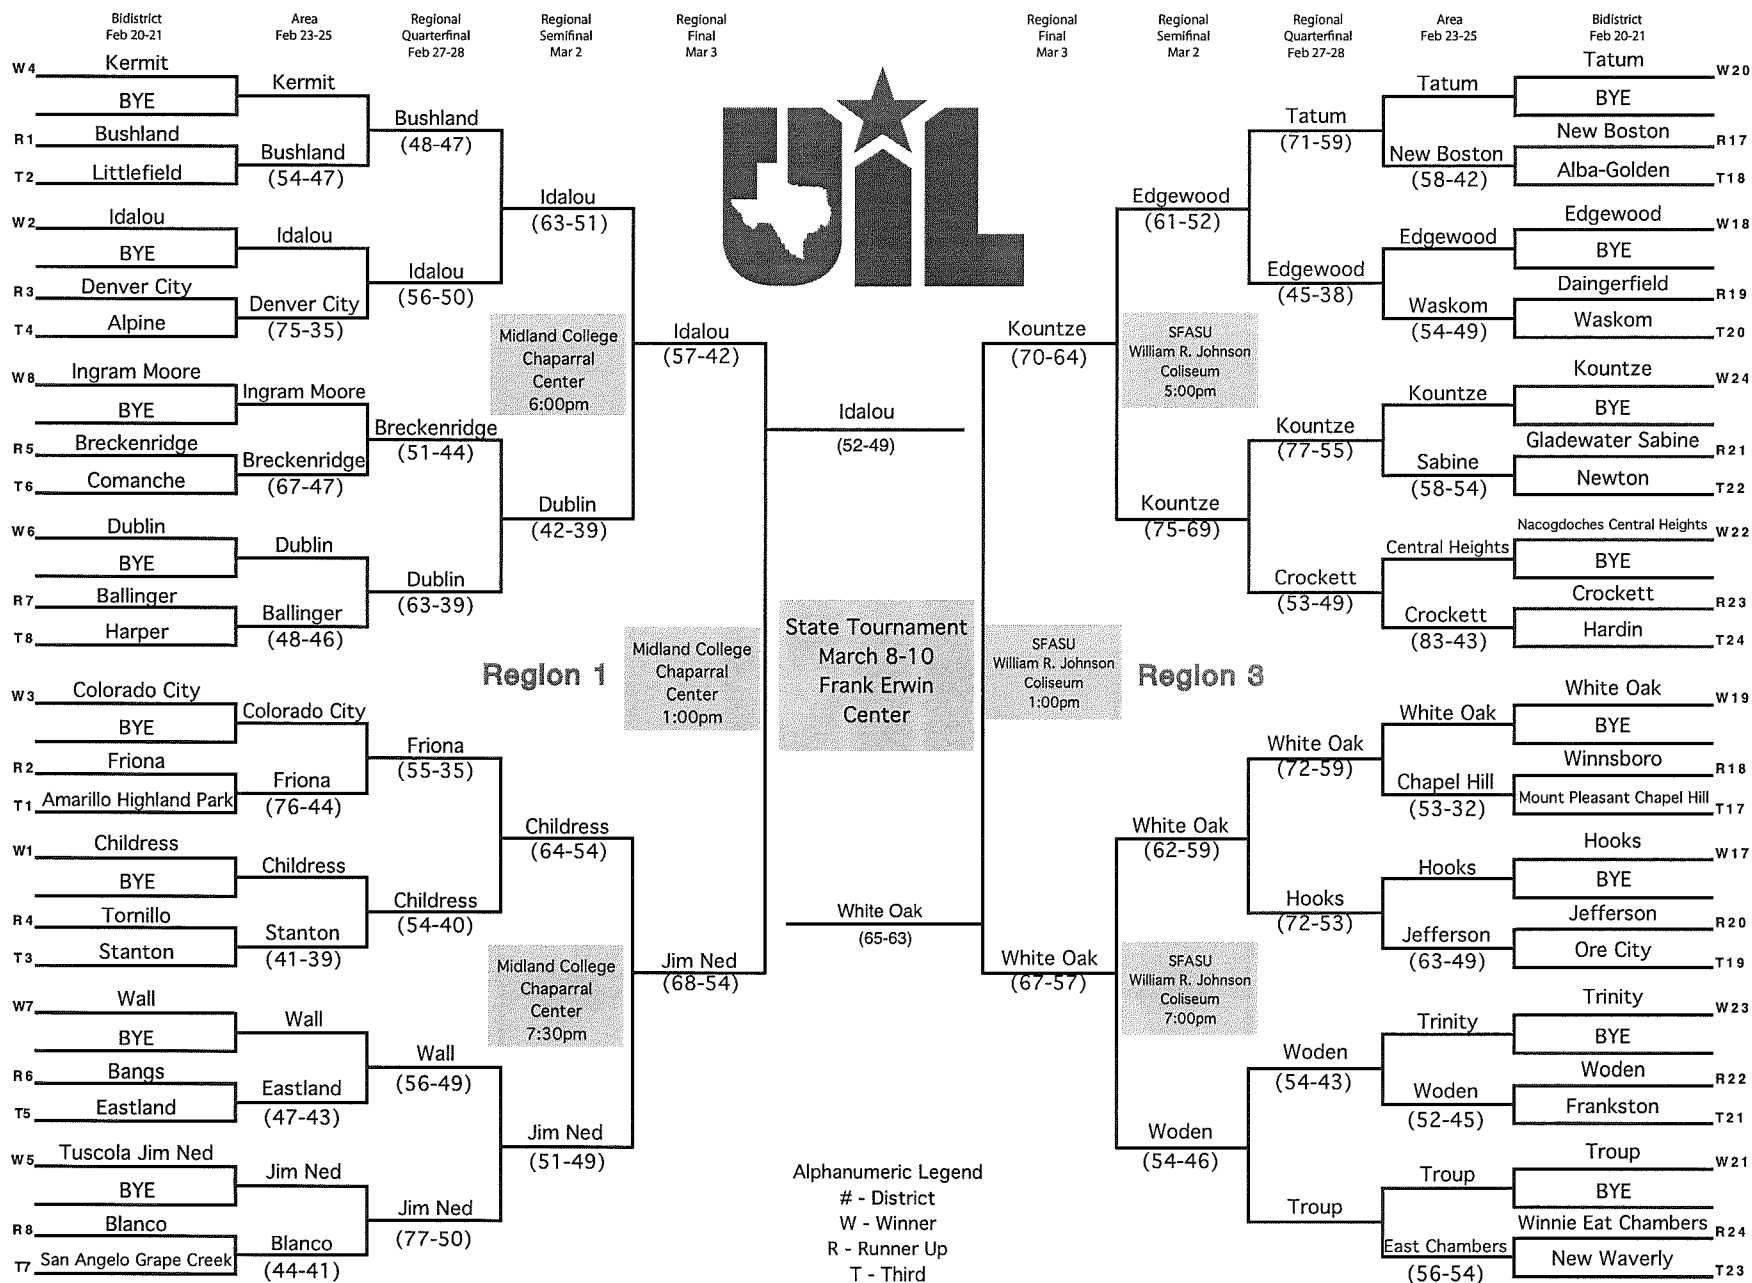 Bidistrict
Feb 20-21
Area
Feb 23-25
Regional
Quarterfinal
Feb 27-28
Regional
Semifinal
Mar 2
Regional
Final
Mar 3
Regional
Final
Mar 3
Regional
Semifinal
Mar 2
Regional
Quarterfinal
Feb 27-28
Area
Feb 23-25
Bidistrict
Feb 20-21
UIL
W4 Kermit
BYE
R1 Bushland
T2 Littlefield
W2 Idalou
BYE
R3 Denver City
T4 Alpine
W8 Ingram Moore
BYE
R5 Breckenridge
T6 Comanche
W6 Dublin
BYE
R7 Ballinger
T8 Harper
W3 Colorado City
BYE
R2 Friona
T1 Amarillo Highland Park
W1 Childress
BYE
R4 Tornillo
T3 Stanton
W7 Wall
BYE
R6 Bangs
T5 Eastland
W5 Tuscola Jim Ned
BYE
R8 Blanco
T7 San Angelo Grape Creek
Kermit
Bushland
(54-47)
Idalou
Denver City
(75-35)
Ingram Moore
Breckenridge
(67-47)
Dublin
Ballinger
(48-46)
Colorado City
Friona
(76-44)
Childress
Stanton
(41-39)
Wall
Eastland
(47-43)
Jim Ned
Blanco
(44-41)
Bushland
(48-47)
Idalou
(56-50)
Breckenridge
(51-44)
Dublin
(63-39)
Friona
(55-35)
Childress
(54-40)
Wall
(56-49)
Jim Ned
(77-50)
Idalou
(63-51)
Midland College
Chaparral
Center
6:00pm
Dublin
(42-39)
Region 1
Childress
(64-54)
Midland College
Chaparral
Center
7:30pm
Jim Ned
(51-49)
Idalou
(57-42)
Midland College
Chaparral
Center
1:00pm
Jim Ned
(68-54)
Idalou
(52-49)
State Tournament
March 8-10
Frank Erwin
Center
White Oak
(65-63)
Alphanumeric Legend
# - District
W - Winner
R - Runner Up
T - Third
Kountze
(70-64)
SFASU
William R. Johnson
Coliseum
1:00pm
White Oak
(67-57)
Edgewood
(61-52)
SFASU
William R. Johnson
Coliseum
5:00pm
Kountze
(75-69)
Region 3
White Oak
(62-59)
SFASU
William R. Johnson
Coliseum
7:00pm
Woden
(54-46)
Tatum
(71-59)
Edgewood
(45-38)
Kountze
(77-55)
Crockett
(53-49)
White Oak
(72-59)
Hooks
(72-53)
Woden
(54-43)
Troup
Tatum
New Boston
(58-42)
Edgewood
Waskom
(54-49)
Kountze
Sabine
(58-54)
Central Heights
Crockett
(83-43)
White Oak
Chapel Hill
(53-32)
Hooks
Jefferson
(63-49)
Trinity
Woden
(52-45)
Troup
East Chambers
(56-54)
Tatum W20
BYE
New Boston R17
Alba-Golden T18
Edgewood W18
BYE
Daingerfield R19
Waskom T20
Kountze W24
BYE
Gladewater Sabine R21
Newton T22
Nacogdoches Central Heights W22
BYE
Crockett R23
Hardin T24
White Oak W19
BYE
Winnsboro R18
Mount Pleasant Chapel Hill T17
Hooks W17
BYE
Jefferson R20
Ore City T19
Trinity W23
BYE
Woden R22
Frankston T21
Troup W21
BYE
Winnie Eat Chambers R24
New Waverly T23